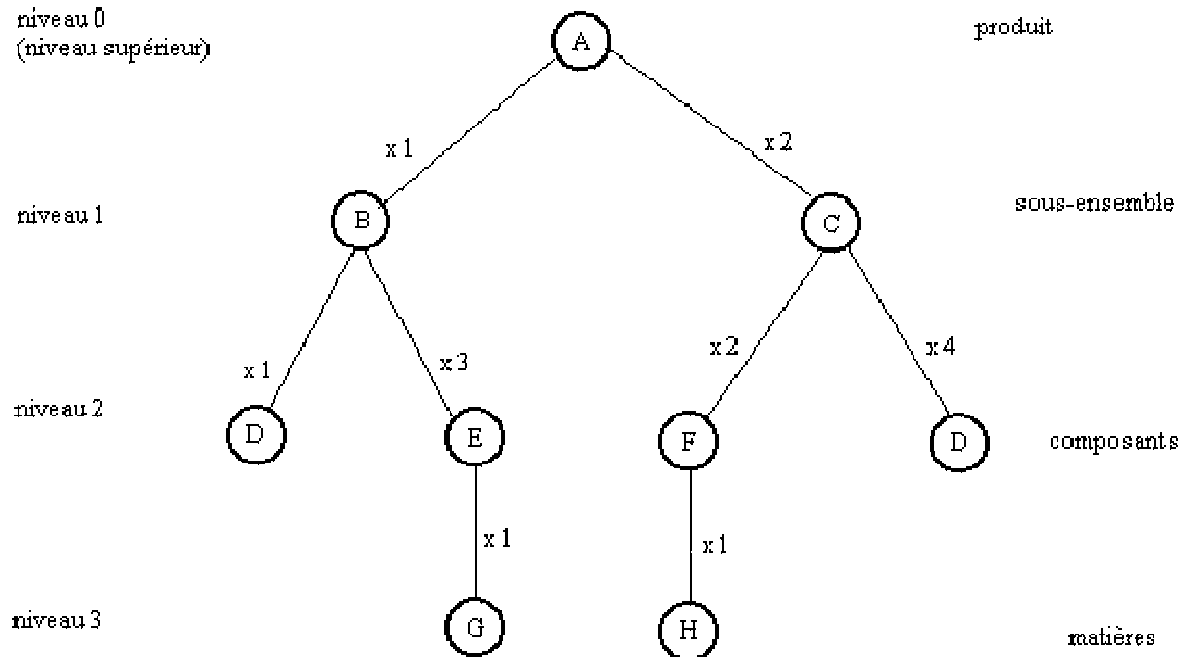 niveau 0
(niveau supérieur)
A
produit
x 1
x 2
niveau 1
B
C
sous-ensemble
x 1
x 3
x 2
x 4
niveau 2
D
E
F
D
composants
x 1
x 1
niveau 3
G
H
matières